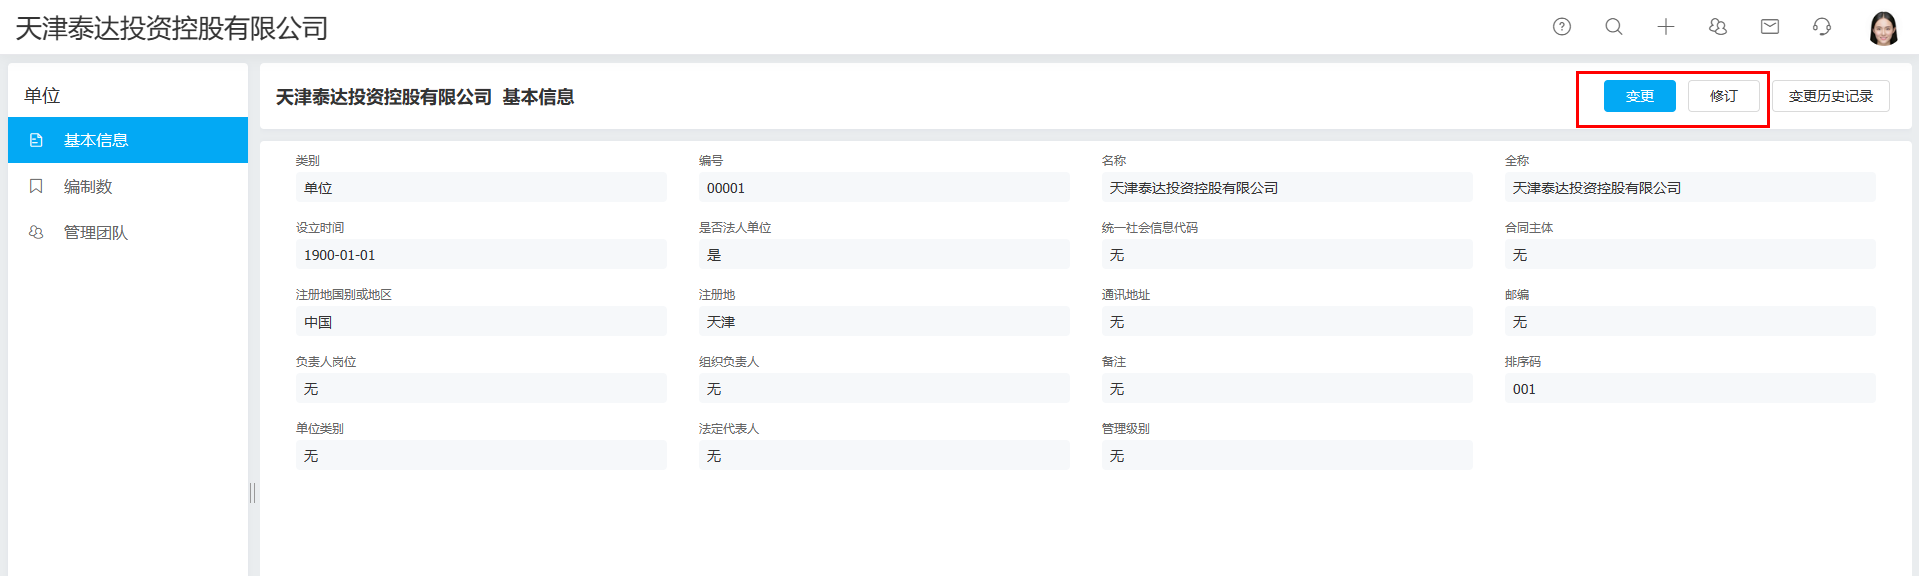 天津泰达投资控股有限公司
单位
基本信息
编制数
管理团队
天津泰达投资控股有限公司 基本信息
变更 修订 变更历史记录
类别 编号 名称 全称
单位 00001 天津泰达投资控股有限公司 天津泰达投资控股有限公司
设立时间 是否法人单位 统一社会信息代码 合同主体
1900-01-01 是 无 无
注册地国别或地区 注册地 通讯地址 邮编
中国 天津 无 无
负责人岗位 组织负责人 备注 排序码
无 无 无 001
单位类别 法定代表人 管理级别
无 无 无